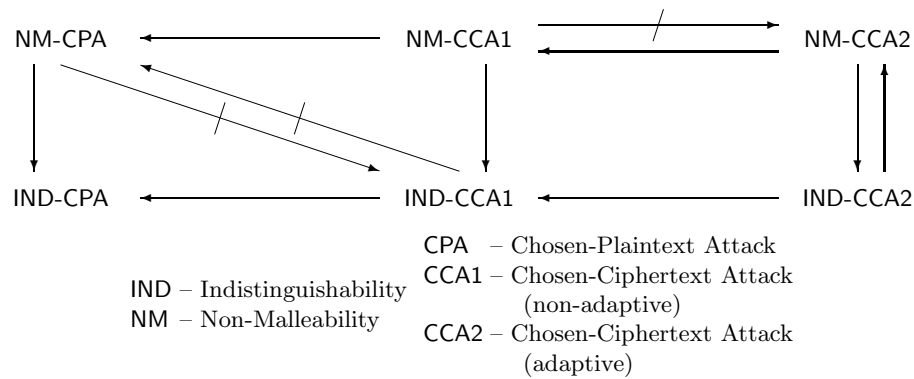 NM-CPA NM-CCA1 NM-CCA2
IND-CPA IND-CCA1 IND-CCA2
IND – Indistinguishability
NM – Non-Malleability
CPA – Chosen-Plaintext Attack
CCA1 – Chosen-Ciphertext Attack
(non-adaptive)
CCA2 – Chosen-Ciphertext Attack
(adaptive)